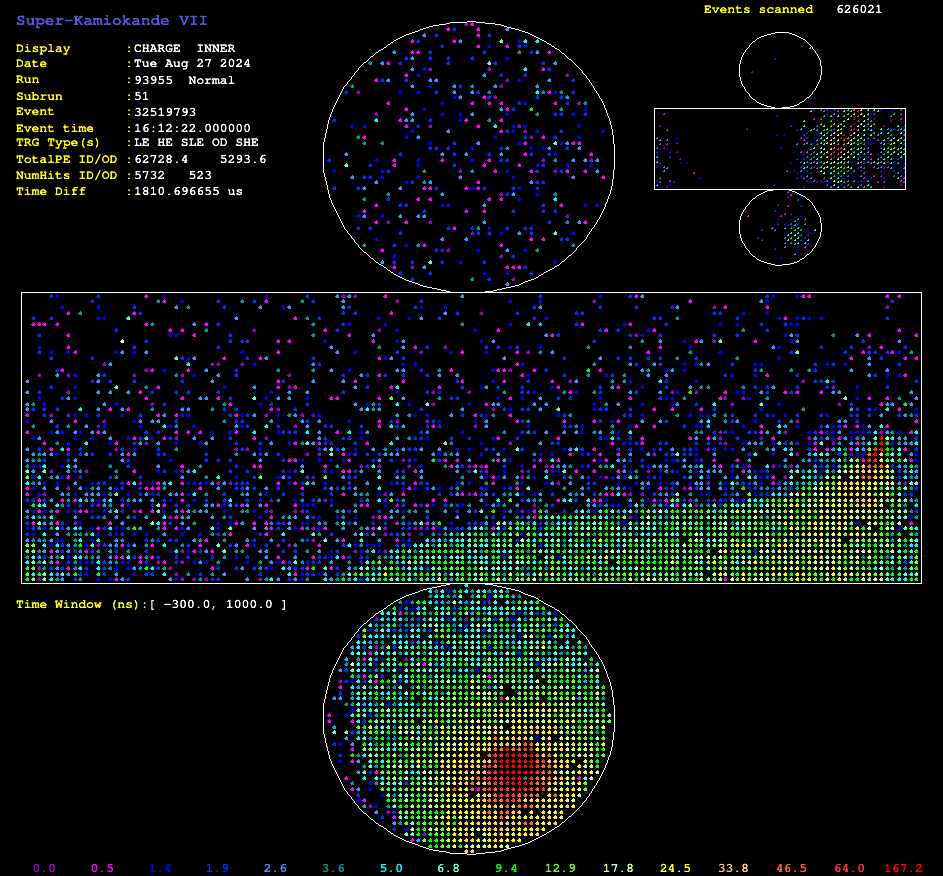 Super-Kamiokande VII
Events scanned 626021
Display :CHARGE INNER
Date :Tue Aug 27 2024
Run :93955 Normal
Subrun :51
Event :32519793
Event time :16:12:22.000000
TRG Type(s) :LE HE SLE OD SHE
TotalPE ID/OD :62728.4 5293.6
NumHits ID/OD :5732 523
Time Diff :1810.696655 us
Time Window (ns):[ −300.0, 1000.0 ]
0.0 0.5 1.4 1.9 2.6 3.6 5.0 6.8 9.4 12.9 17.8 24.5 33.8 46.5 64.0 167.2